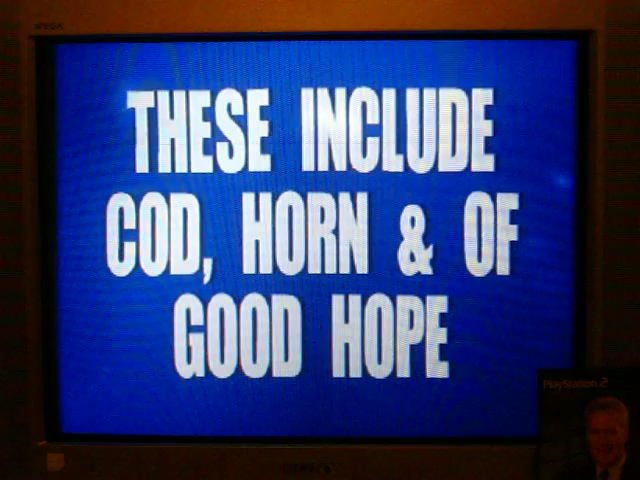 THESE INCLUDE
COD, HORN & OF
GOOD HOPE
PlayStation 2